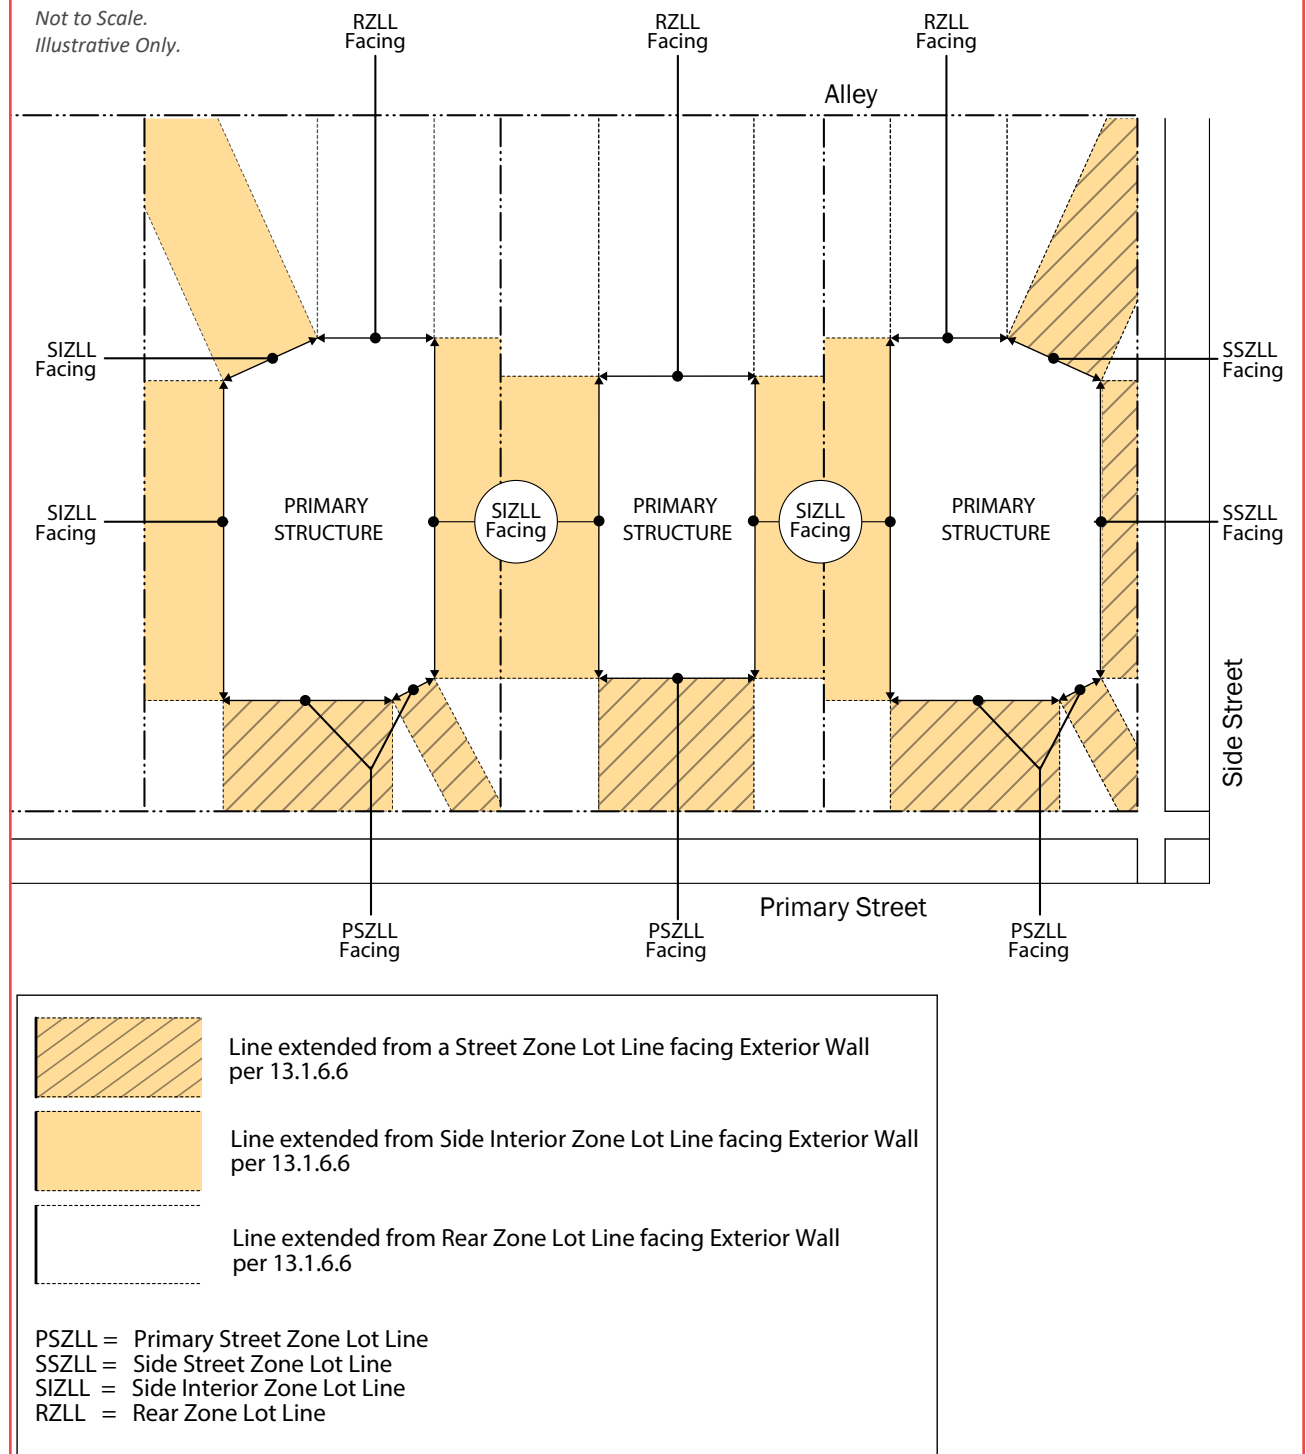 Not to Scale.
Illustrative Only.
RZLL
Facing
RZLL
Facing
RZLL
Facing
Alley
SIZLL
Facing
SSZLL
Facing
SIZLL
Facing
PRIMARY
STRUCTURE
SIZLL
Facing
PRIMARY
STRUCTURE
SIZLL
Facing
PRIMARY
STRUCTURE
SSZLL
Facing
Side Street
Primary Street
PSZLL
Facing
PSZLL
Facing
PSZLL
Facing
Line extended from a Street Zone Lot Line facing Exterior Wall
per 13.1.6.6
Line extended from Side Interior Zone Lot Line facing Exterior Wall
per 13.1.6.6
Line extended from Rear Zone Lot Line facing Exterior Wall
per 13.1.6.6
PSZLL = Primary Street Zone Lot Line
SSZLL = Side Street Zone Lot Line
SIZLL = Side Interior Zone Lot Line
RZLL = Rear Zone Lot Line